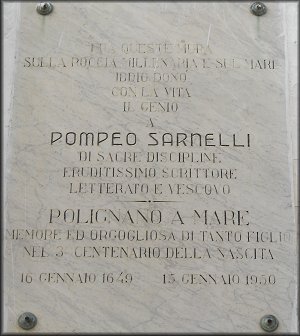 FRA QUESTE MURA
SULLA ROCCIA MILLENARIA E SUL MARE
IDDIO DONÒ
CON LA VITA
IL GENIO
A
POMPEO SARNELLI
DI SACRE DISCIPLINE
ERUDITISSIMO SCRITTORE
LETTERATO E VESCOVO
POLIGNANO A MARE
MEMORE ED ORGOGLIOSA DI TANTO FIGLIO
NEL 3º CENTENARIO DELLA NASCITA
16 GENNAIO 1649 15 GENNAIO 1950